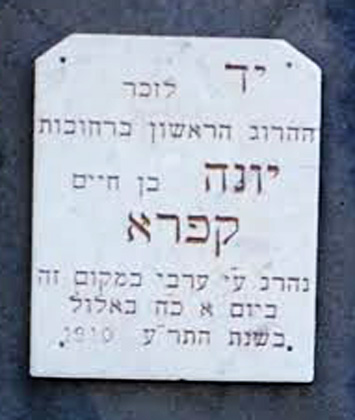 יד לזכר
ההרוג הראשון ברחובות
יונה בן חיים
קפרא
נהרג ע״י ערבי במקום זה
ביום א כה באלול
בשנת התר״ע 1910